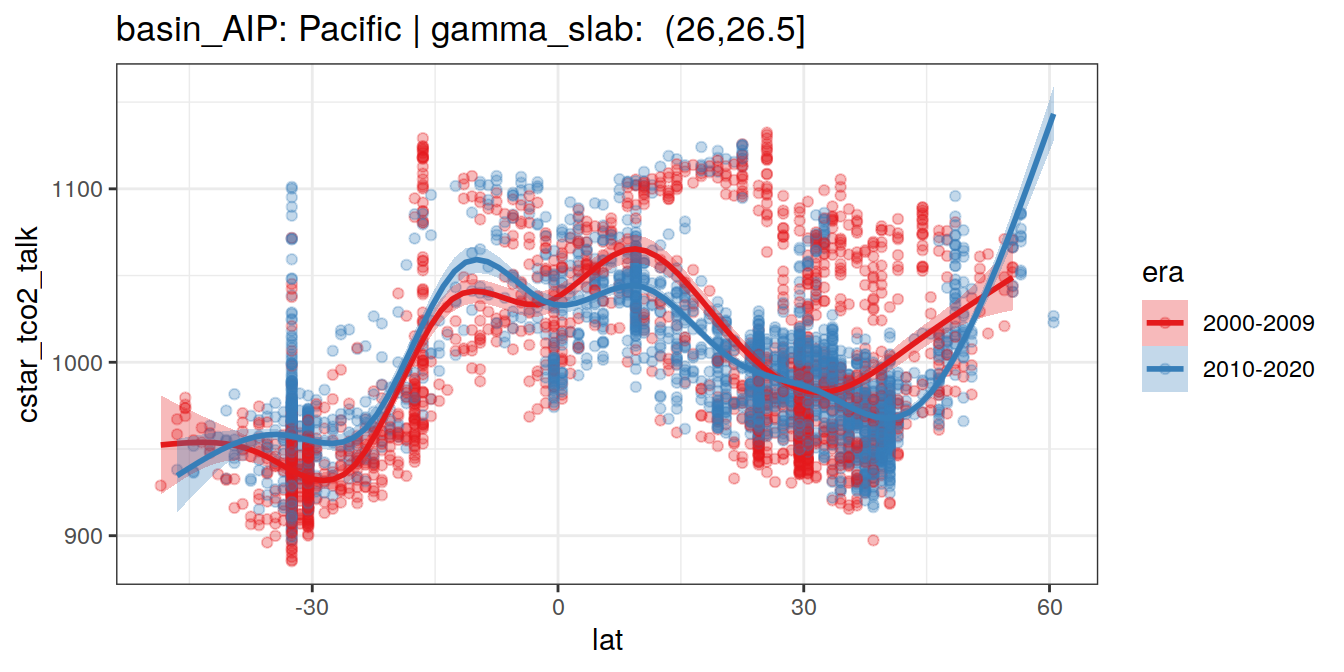 basin_AIP: Pacific | gamma_slab:  (26,26.5]
cstar_tco2_talk
1100
1000
900
-30
0
30
60
lat
era
2000-2009
2010-2020